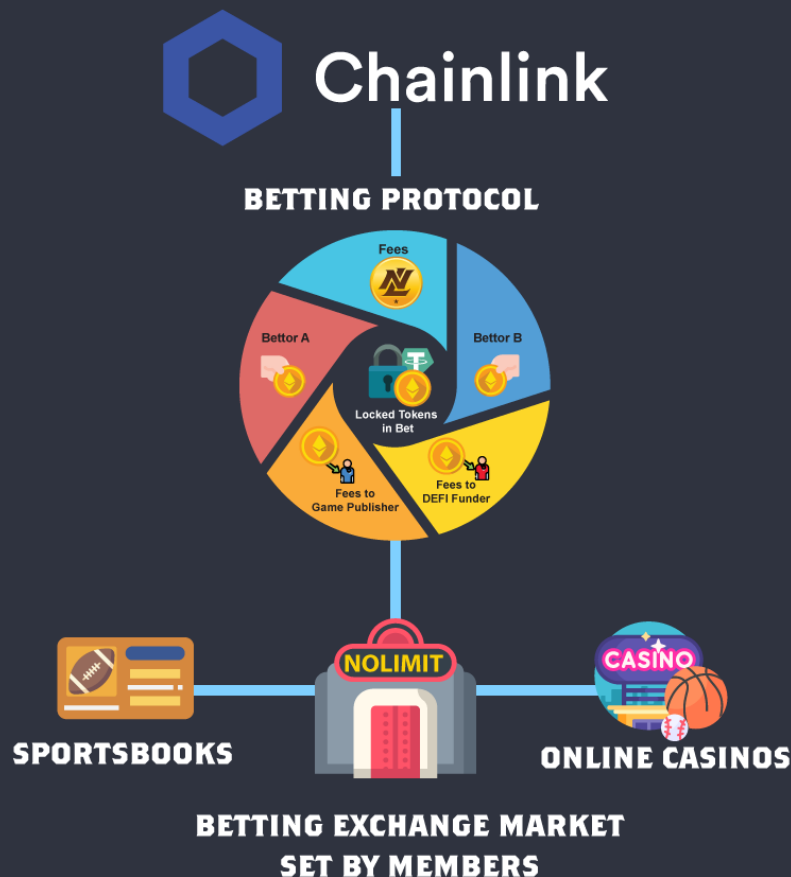 Chainlink
BETTING PROTOCOL
Fees
NL
Bettor A
Bettor B
T
Locked Tokens
in Bet
Fees to
Game Publisher
Fees to
DEFI Funder
NOLIMIT
CASINO
SPORTSBOOKS
ONLINE CASINOS
BETTING EXCHANGE MARKET
SET BY MEMBERS